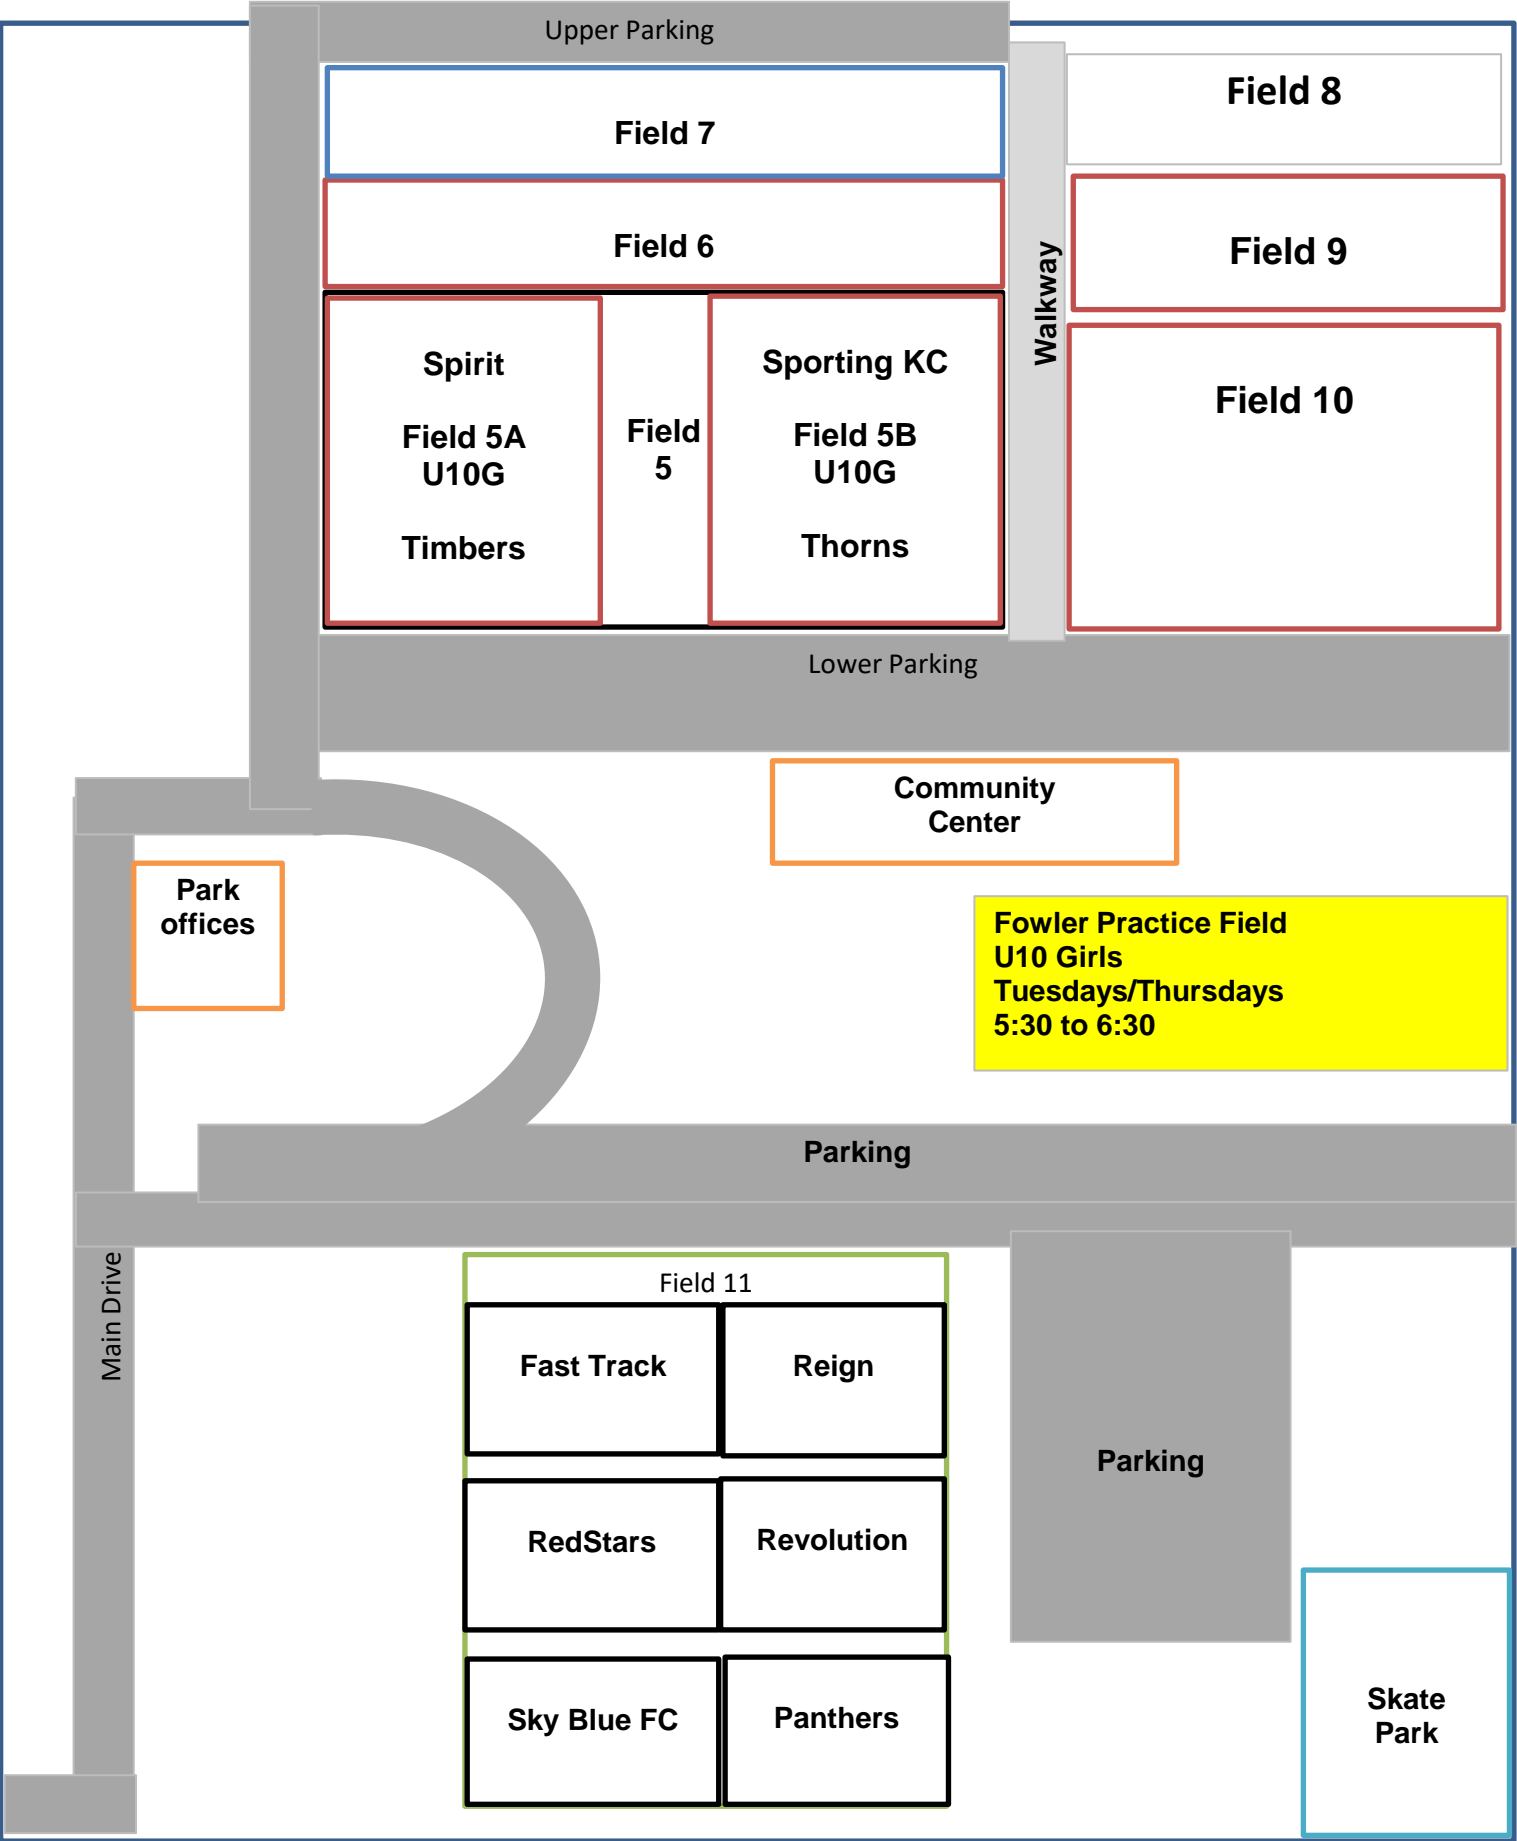 Upper Parking
Field 7
Field 8
Field 6
Field 9
Walkway
Spirit
Field 5A
U10G
Timbers
Field
5
Sporting KC
Field 5B
U10G
Thorns
Field 10
Lower Parking
Community
Center
Park
offices
Fowler Practice Field
U10 Girls
Tuesdays/Thursdays
5:30 to 6:30
Parking
Main Drive
Field 11
Fast Track
Reign
RedStars
Revolution
Sky Blue FC
Panthers
Parking
Skate
Park